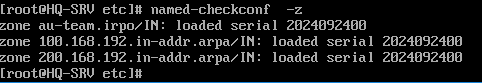 [root@HQ-SRV etc]# named-checkconf  -z
zone au-team.irpo/IN: loaded serial 2024092400
zone 100.168.192.in-addr.arpa/IN: loaded serial 2024092400
zone 200.168.192.in-addr.arpa/IN: loaded serial 2024092400
[root@HQ-SRV etc]#